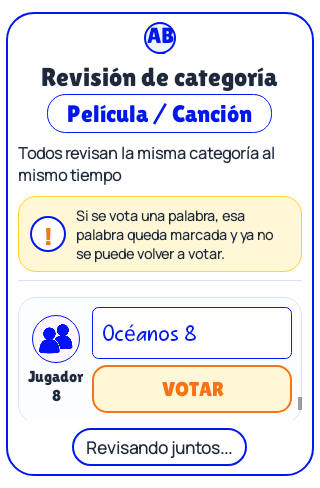 AB
Revisión de categoría
Película / Canción
Todos revisan la misma categoría al
mismo tiempo
!
Si se vota una palabra, esa
palabra queda marcada y ya no
se puede volver a votar.
Océanos 8
Jugador
8
VOTAR
Revisando juntos...